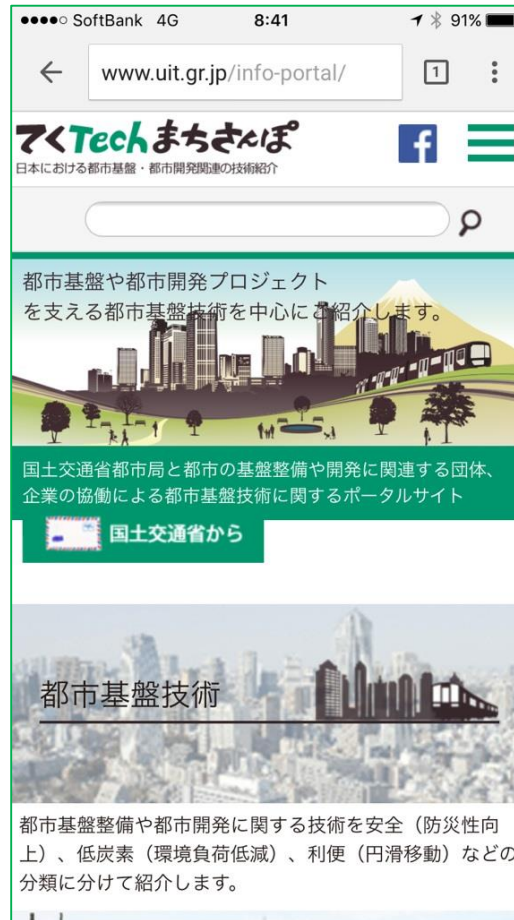 SoftBank 4G 8:41 91%
www.uit.gr.jp/info-portal/ 1
てくTechまちさんぽ
日本における都市基盤・都市開発関連の技術紹介
都市基盤や都市開発プロジェクト
を支える都市基盤技術を中心にご紹介します。
国土交通省都市局と都市の基盤整備や開発に関連する団体、
企業の協働による都市基盤技術に関するポータルサイト
国土交通省から
都市基盤技術
都市基盤整備や都市開発に関する技術を安全（防災性向
上）、低炭素（環境負荷低減）、利便（円滑移動）などの
分類に分けて紹介します。